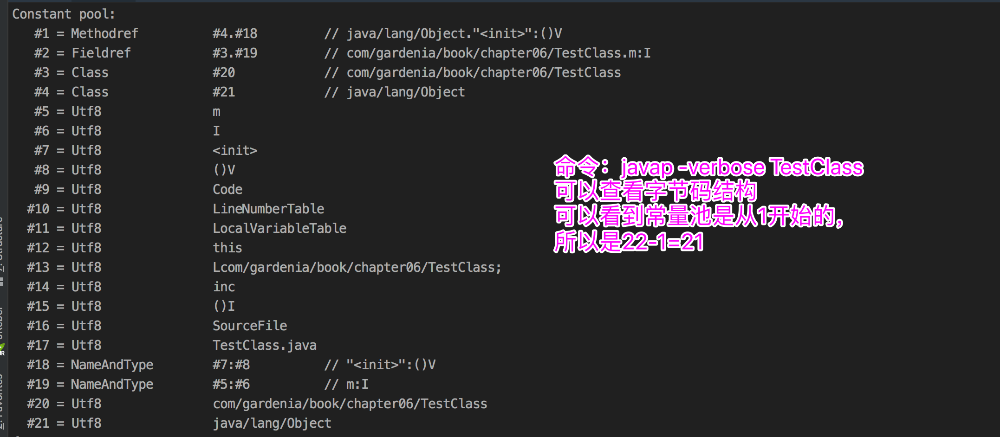 Constant pool:
#1 = Methodref #4.#18 // java/lang/Object."<init>":()V
#2 = Fieldref #3.#19 // com/gardenia/book/chapter06/TestClass.m:I
#3 = Class #20 // com/gardenia/book/chapter06/TestClass
#4 = Class #21 // java/lang/Object
#5 = Utf8 m
#6 = Utf8 I
#7 = Utf8 <init>
#8 = Utf8 ()V
#9 = Utf8 Code
#10 = Utf8 LineNumberTable
#11 = Utf8 LocalVariableTable
#12 = Utf8 this
#13 = Utf8 Lcom/gardenia/book/chapter06/TestClass;
#14 = Utf8 inc
#15 = Utf8 ()I
#16 = Utf8 SourceFile
#17 = Utf8 TestClass.java
#18 = NameAndType #7:#8 // "<init>":()V
#19 = NameAndType #5:#6 // m:I
#20 = Utf8 com/gardenia/book/chapter06/TestClass
#21 = Utf8 java/lang/Object
命令：javap -verbose TestClass
可以查看字节码结构
可以看到常量池是从1开始的，
所以是22-1=21